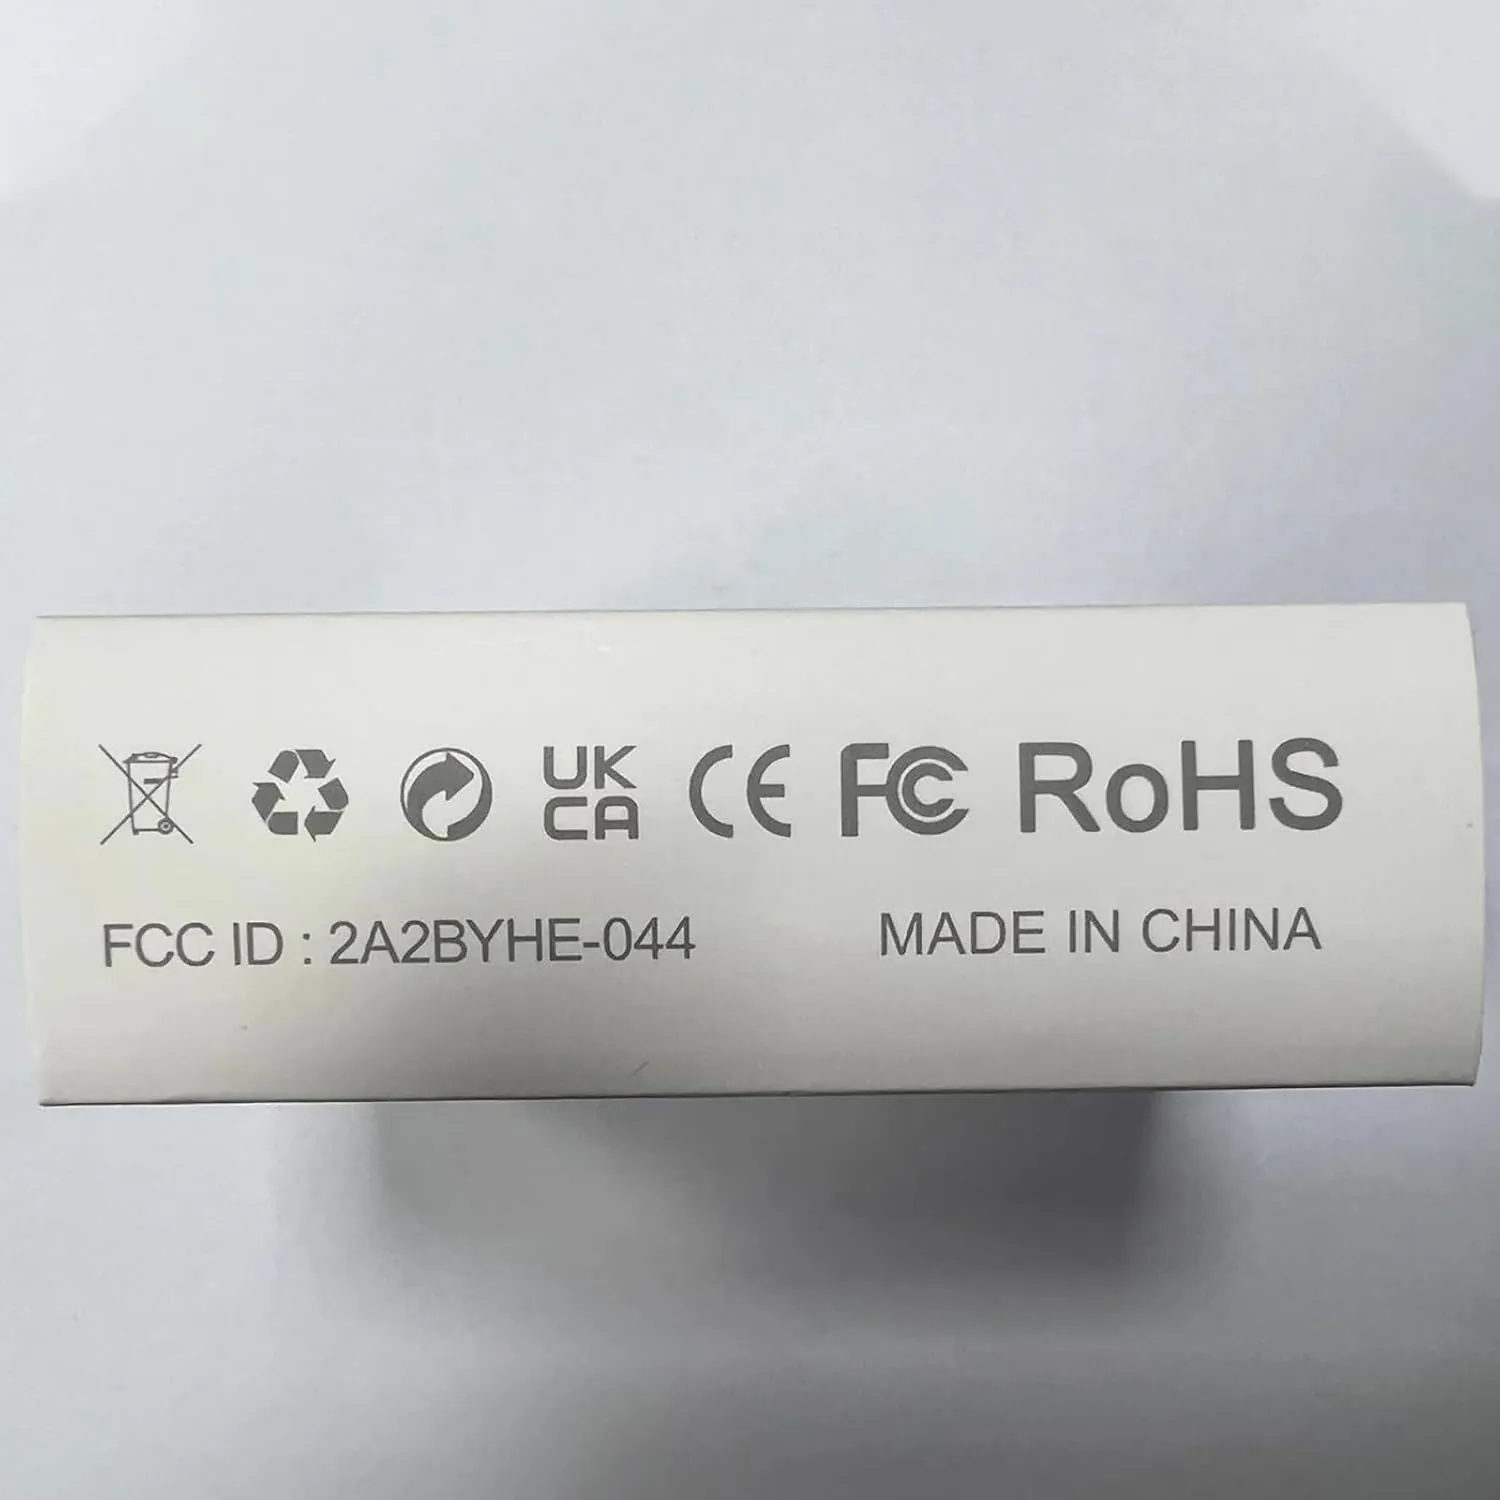 UK
CA
CE FC RoHS
FCC ID : 2A2BYHE-044
MADE IN CHINA